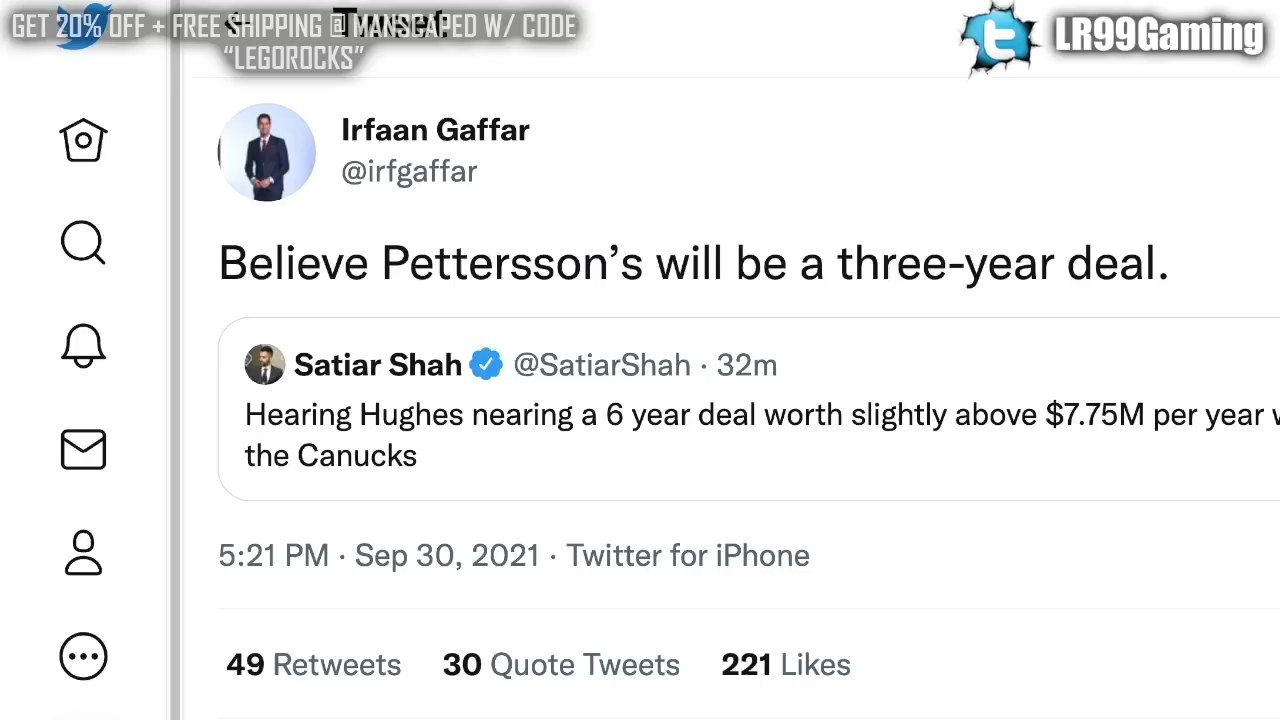 GET 20% OFF + FREE SHIPPING @ MANSCAPED W/ CODE
“LEGOROCKS”
Tweet
LR99Gaming
Irfaan Gaffar
@irfgaffar
Believe Pettersson’s will be a three-year deal.
Satiar Shah @SatiarShah · 32m
Hearing Hughes nearing a 6 year deal worth slightly above $7.75M per year
the Canucks
5:21 PM · Sep 30, 2021 · Twitter for iPhone
49 Retweets 30 Quote Tweets 221 Likes